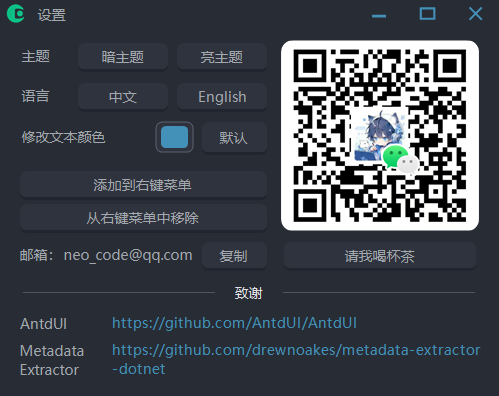 设置
主题 暗主题 亮主题
语言 中文 English
修改文本颜色 默认
添加到右键菜单
从右键菜单中移除
邮箱： neo_code@qq.com 复制 请我喝杯茶
致谢
AntdUI https://github.com/AntdUI/AntdUI
Metadata https://github.com/drewnoakes/metadata-extractor
Extractor -dotnet